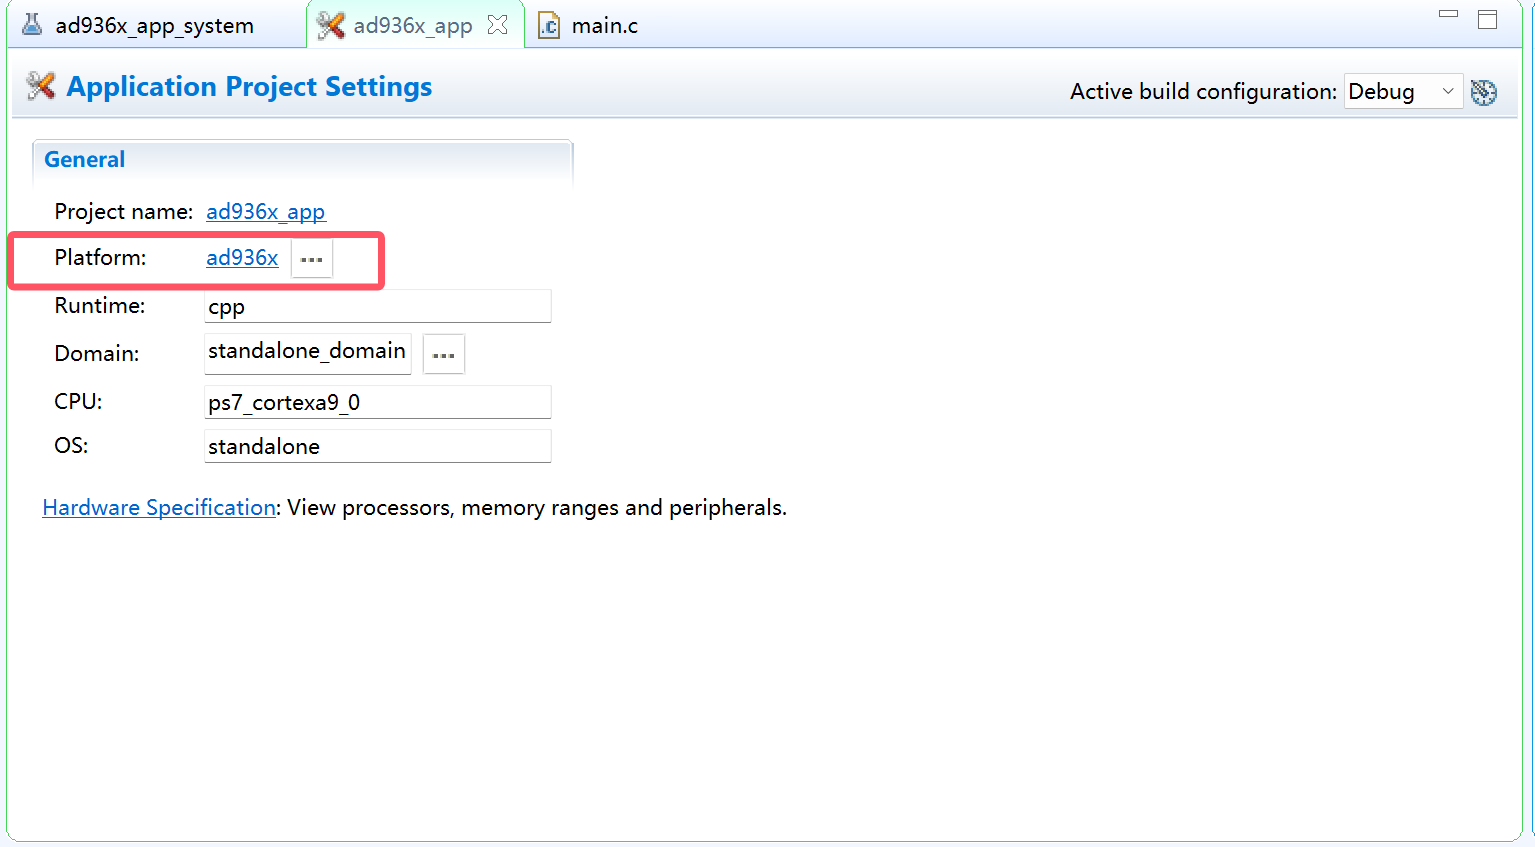 ad936x_app_system ad936x_app main.c
Application Project Settings
Active build configuration: Debug
General
Project name: ad936x_app
Platform: ad936x ...
Runtime: cpp
Domain: standalone_domain ...
CPU: ps7_cortexa9_0
OS: standalone
Hardware Specification: View processors, memory ranges and peripherals.